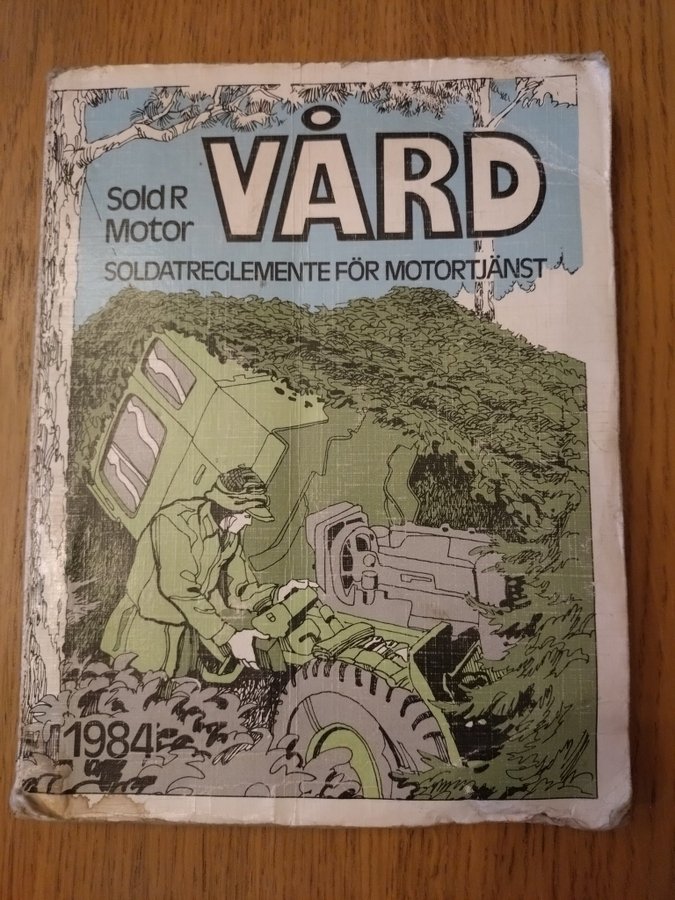 VÅRD
Sold R
Motor
SOLDATREGLEMENTE FÖR MOTORTJÄNST
1984